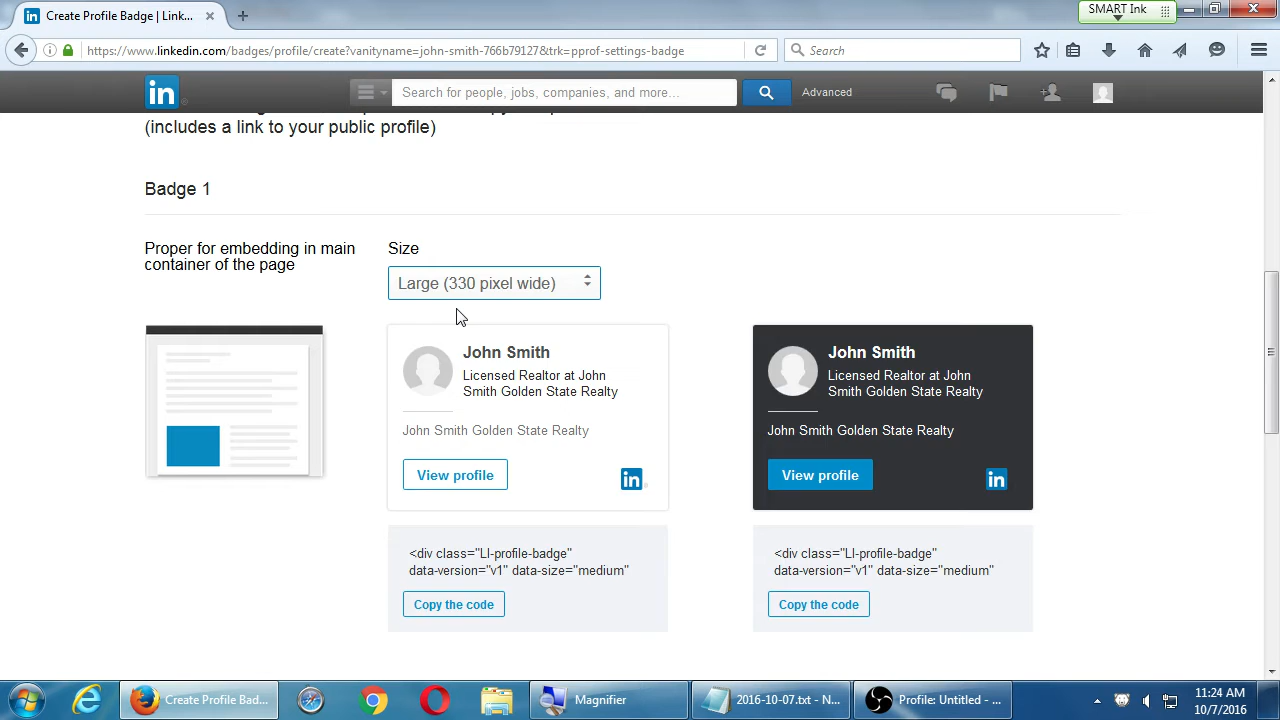 Create Profile Badge | Link...
SMART Ink
https://www.linkedin.com/badges/profile/create?vanityname=john-smith-766b79127&trk=pprof-settings-badge
Search
in
Search for people, jobs, companies, and more...
Advanced
(includes a link to your public profile)
Badge 1
Proper for embedding in main
container of the page
Size
Large (330 pixel wide)
John Smith
Licensed Realtor at John
Smith Golden State Realty
John Smith Golden State Realty
View profile
in
<div class="LI-profile-badge"
data-version="v1" data-size="medium"
Copy the code
John Smith
Licensed Realtor at John
Smith Golden State Realty
John Smith Golden State Realty
View profile
in
<div class="LI-profile-badge"
data-version="v1" data-size="medium"
Copy the code
Create Profile Bad...
Magnifier
2016-10-07.txt - N...
Profile: Untitled - ...
11:24 AM
10/7/2016